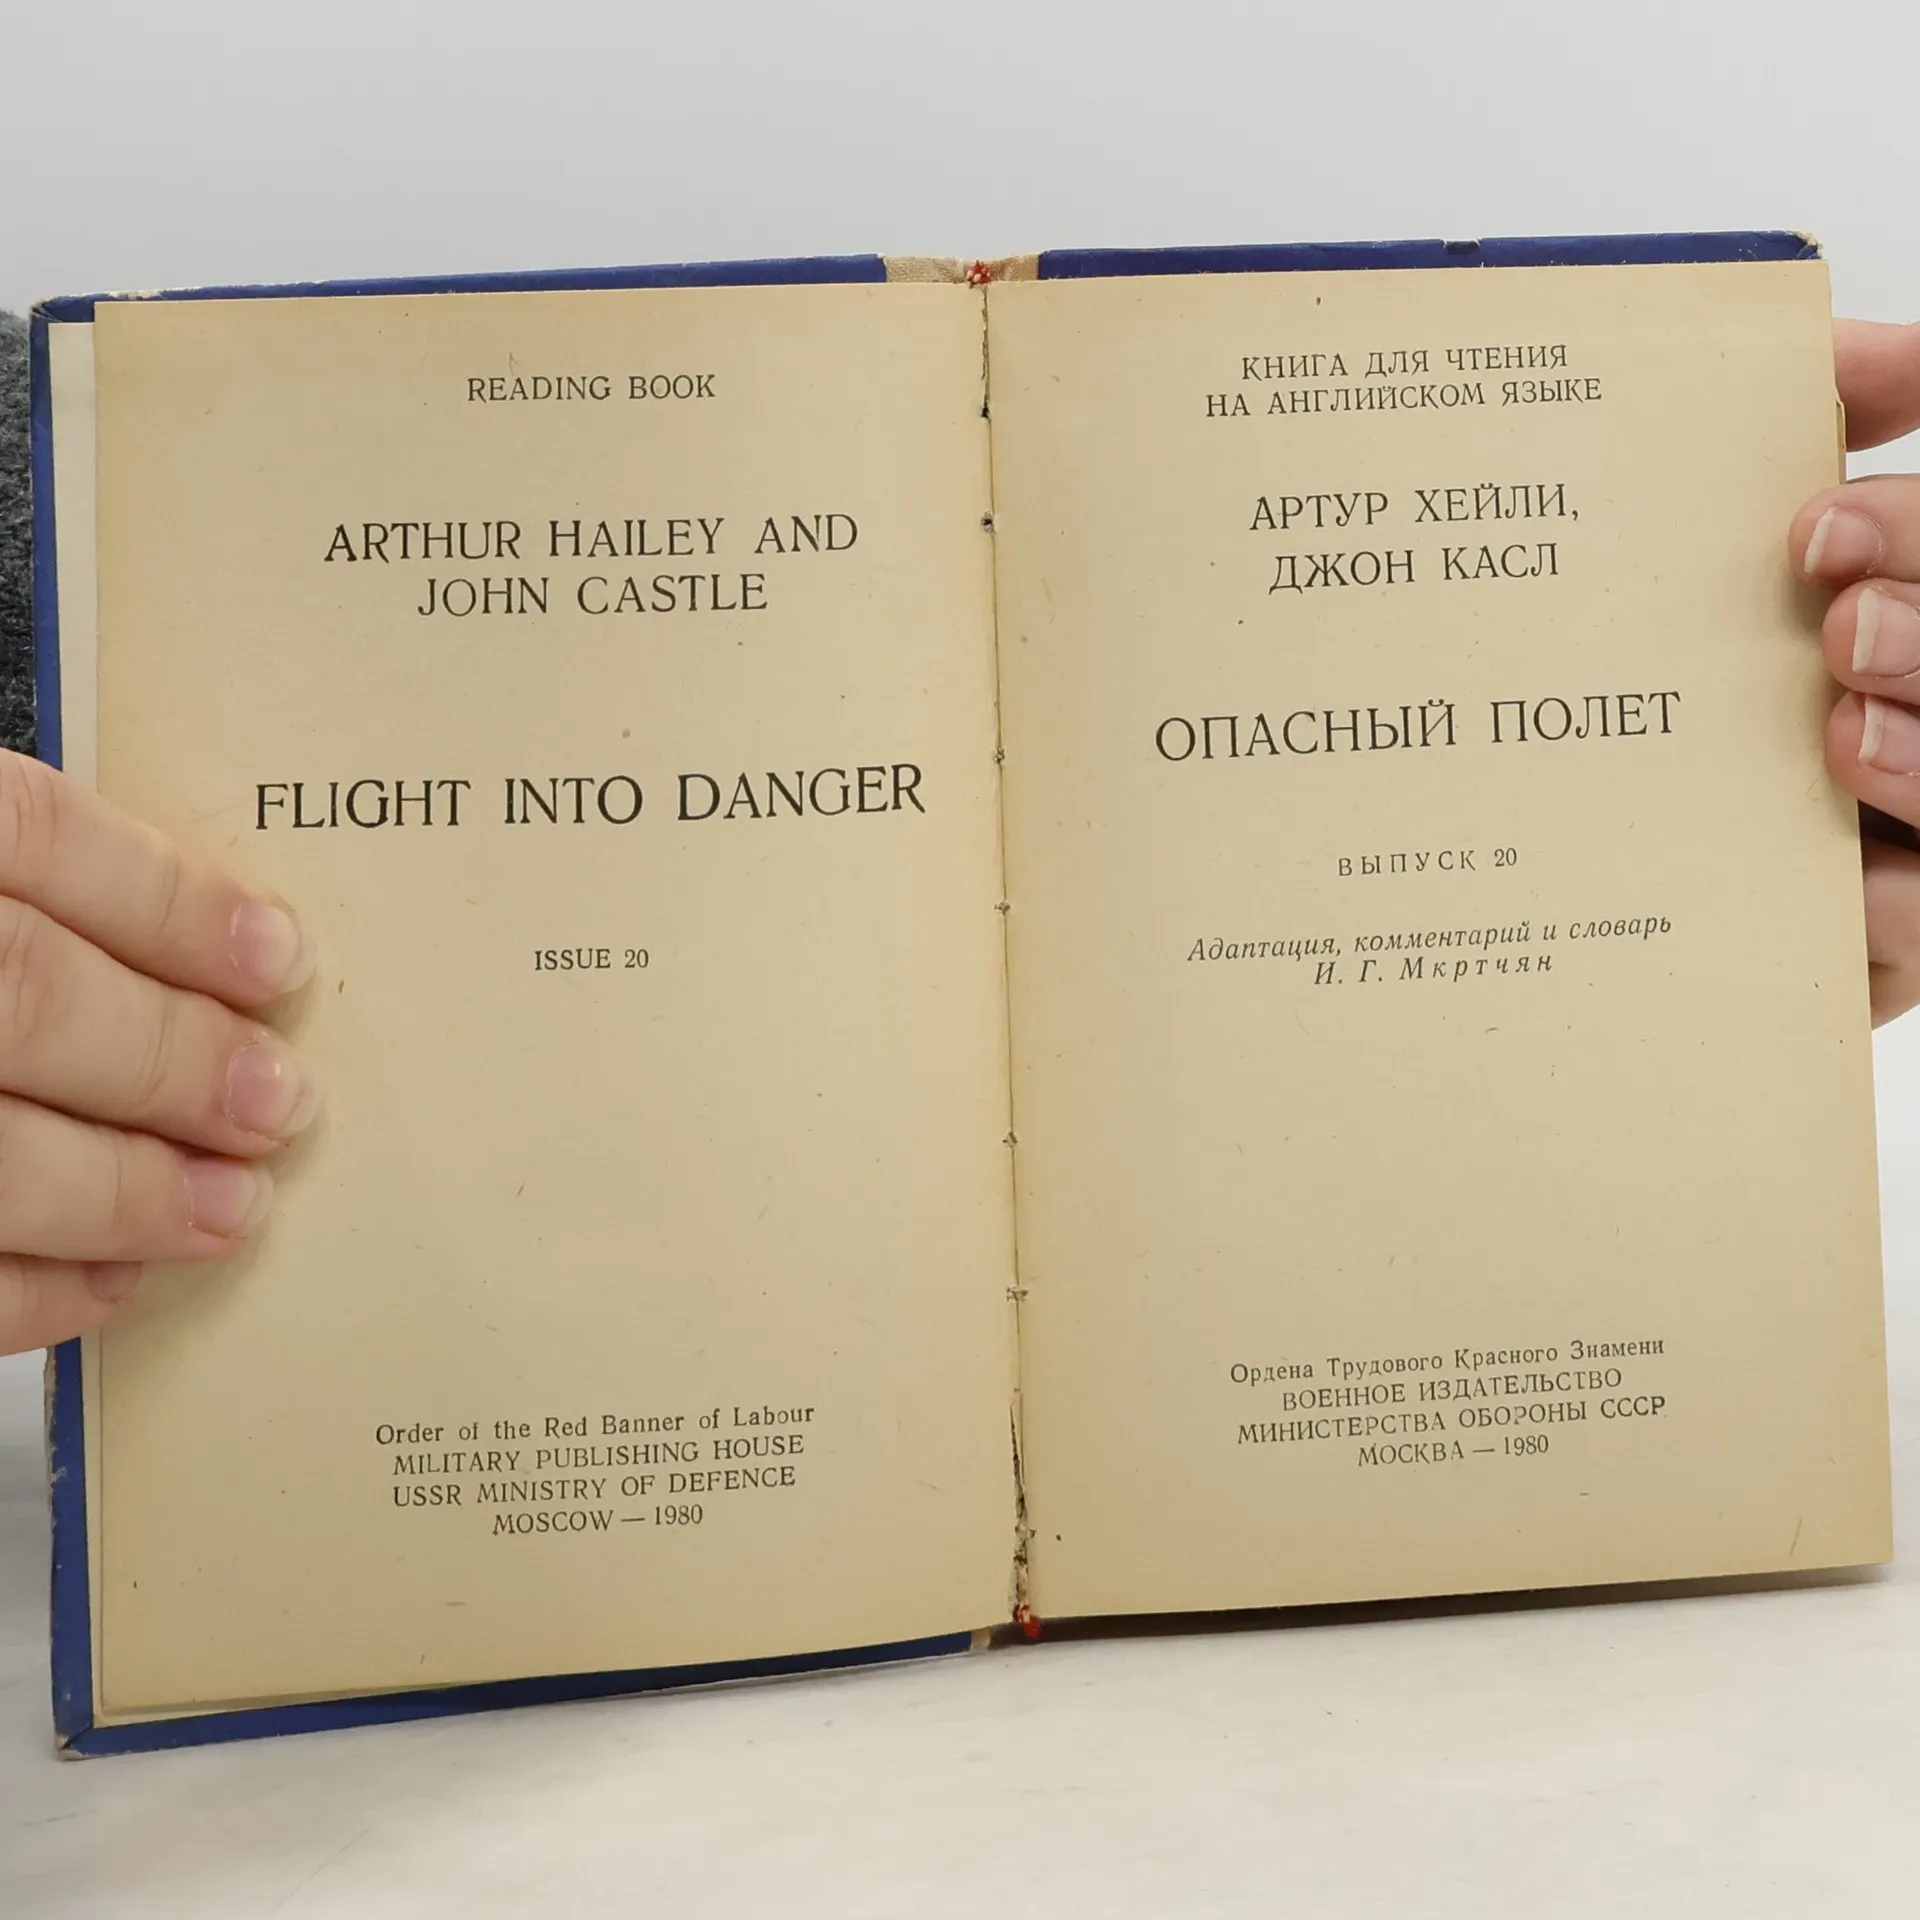 READING BOOK
ARTHUR HAILEY AND
JOHN CASTLE
FLIGHT INTO DANGER
ISSUE 20
Order of the Red Banner of Labour
MILITARY PUBLISHING HOUSE
USSR MINISTRY OF DEFENCE
MOSCOW — 1980
КНИГА ДЛЯ ЧТЕНИЯ
НА АНГЛИЙСКОМ ЯЗЫКЕ
АРТУР ХЕЙЛИ,
ДЖОН КАСЛ
ОПАСНЫЙ ПОЛЕТ
ВЫПУСК 20
Адаптация, комментарий и словарь
И. Г. Мкртчян
Ордена Трудового Красного Знамени
ВОЕННОЕ ИЗДАТЕЛЬСТВО
МИНИСТЕРСТВА ОБОРОНЫ СССР
МОСКВА — 1980